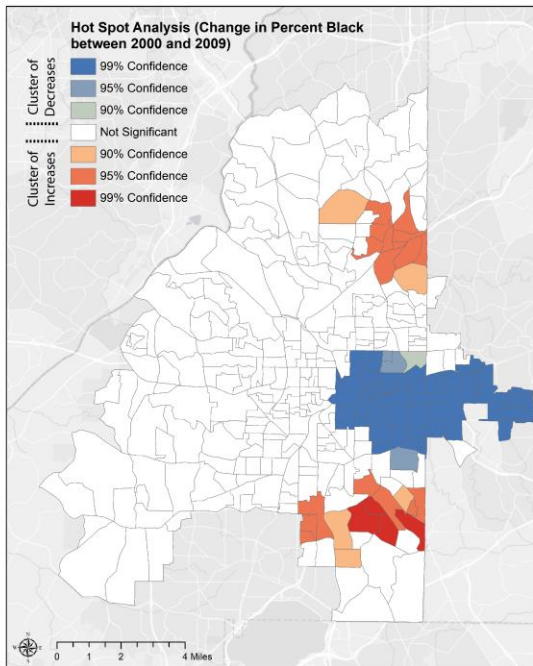 Hot Spot Analysis (Change in Percent Black
between 2000 and 2009)
Cluster of
Decreases
99% Confidence
95% Confidence
90% Confidence
Not Significant
Cluster of
Increases
90% Confidence
95% Confidence
99% Confidence
N
0 1 2 4 Miles